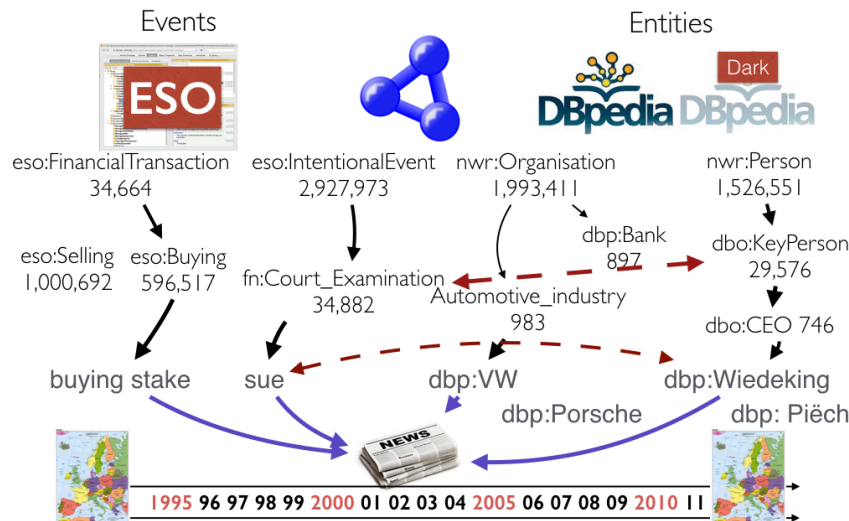 Events
Entities
ESO
DBpedia
Dark
DBpedia
eso:FinancialTransaction
34,664
eso:IntentionalEvent
2,927,973
nwr:Organisation
1,993,411
nwr:Person
1,526,551
eso:Selling
1,000,692
eso:Buying
596,517
dbp:Bank
897
dbo:KeyPerson
29,576
fn:Court_Examination
34,882
Automotive_industry
983
dbo:CEO 746
buying stake
sue
dbp:VW
dbp:Wiedeking
dbp:Porsche
dbp: Piëch
NEWS
1995 96 97 98 99 2000 01 02 03 04 2005 06 07 08 09 2010 11